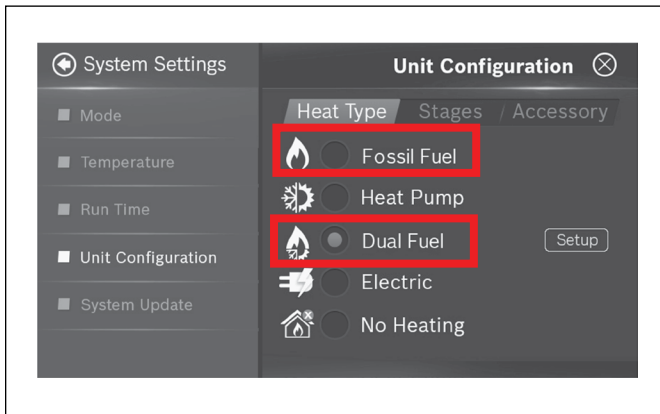 System Settings
Unit Configuration
Mode
Temperature
Run Time
Unit Configuration
System Update
Heat Type / Stages / Accessory
Fossil Fuel
Heat Pump
Dual Fuel
Setup
Electric
No Heating